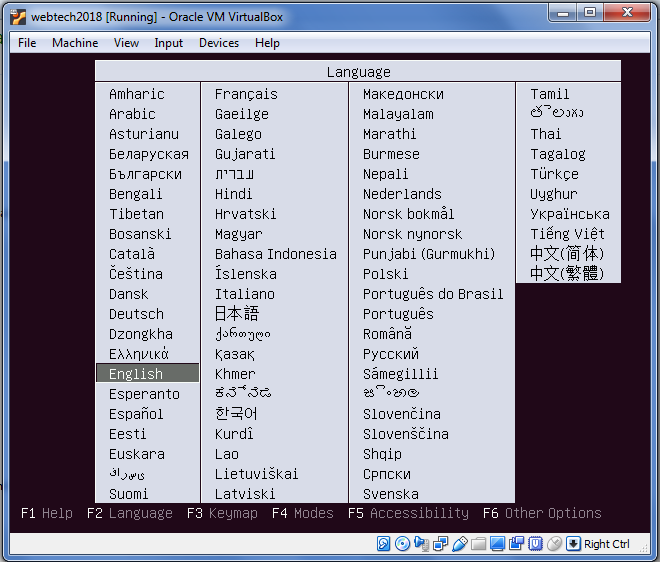 webtech2018 [Running] - Oracle VM VirtualBox
File Machine View Input Devices Help
Language
Amharic
Arabic
Asturianu
Беларуская
Български
Bengali
Tibetan
Bosanski
Català
Čeština
Dansk
Deutsch
Dzongkha
Ελληνικά
English
Esperanto
Español
Eesti
Euskara
Suomi
Français
Gaeilge
Galego
Gujarati
עברית
Hindi
Hrvatski
Magyar
Bahasa Indonesia
Íslenska
Italiano
日本語
ქართული
Қазақ
Khmer
ಕನ್ನಡ
한국어
Kurdî
Lao
Lietuviškai
Latviski
Македонски
Malayalam
Marathi
Burmese
Nepali
Nederlands
Norsk bokmål
Norsk nynorsk
Punjabi (Gurmukhi)
Polski
Português do Brasil
Português
Română
Русский
Sámegillii
සිංහල
Slovenčina
Slovenščina
Shqip
Српски
Svenska
Tamil
తెలుగు
Thai
Tagalog
Türkçe
Uyghur
Українська
Tiếng Việt
中文(简体)
中文(繁體)
F1 Help F2 Language F3 Keymap F4 Modes F5 Accessibility F6 Other Options
Right Ctrl